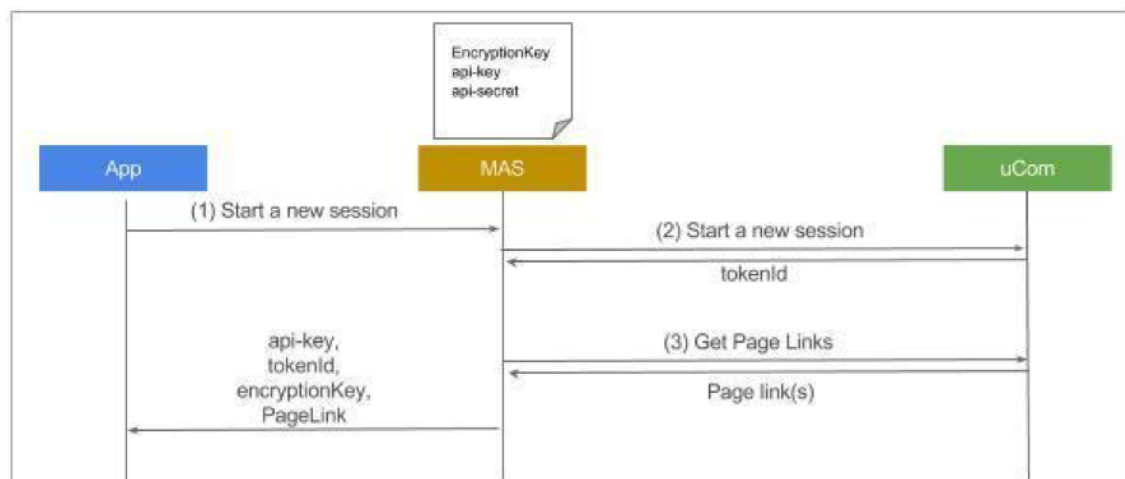 EncryptionKey
api-key
api-secret
App
MAS
uCom
(1) Start a new session
(2) Start a new session
tokenId
(3) Get Page Links
Page link(s)
api-key,
tokenId,
encryptionKey,
PageLink